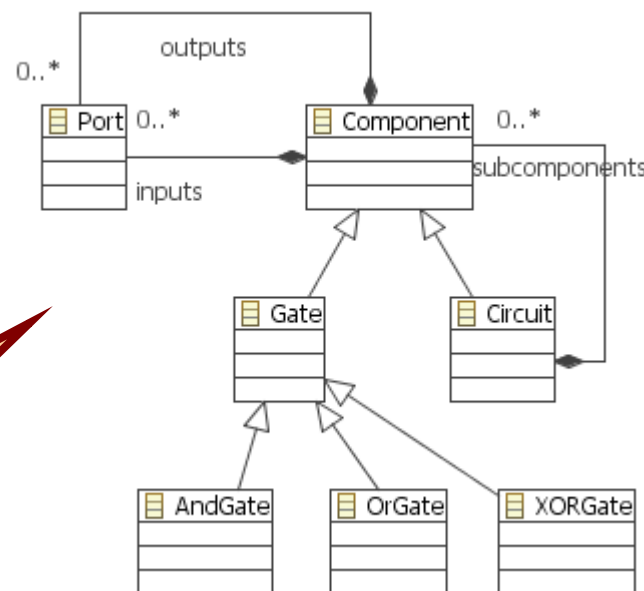 outputs
0..*
Port
0..*
Component
0..*
subcomponents
inputs
Gate
Circuit
AndGate
OrGate
XORGate